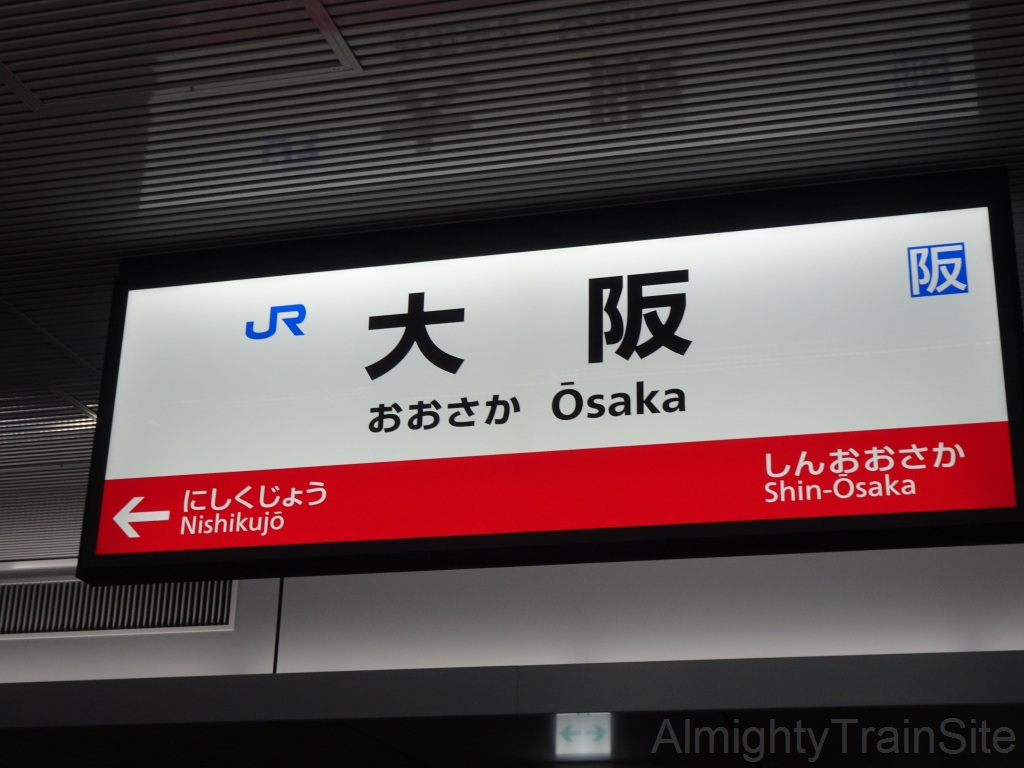 JR 大阪 阪
おおさか Ōsaka
← にしくじょう
Nishikujō
しんおおさか
Shin-Ōsaka
AlmightyTrainSite